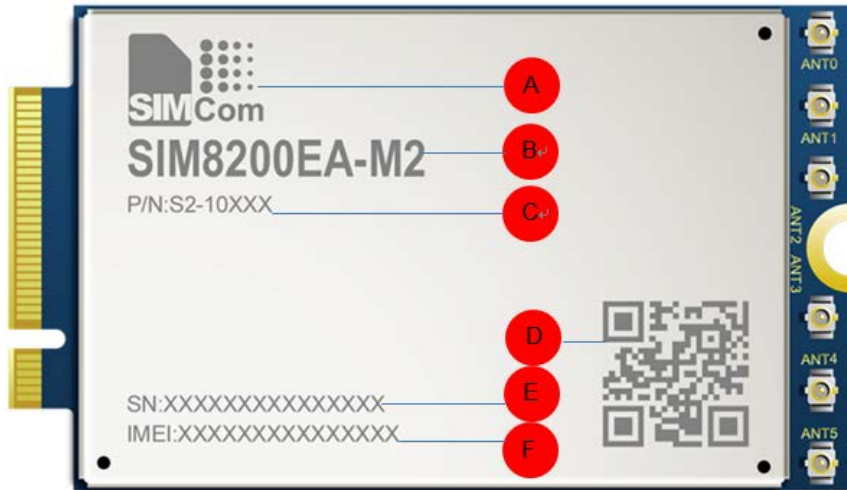 SIMCom
A
SIM8200EA-M2
B
P/N:S2-10XXX
C
D
SN:XXXXXXXXXXXXXXX
E
IMEI:XXXXXXXXXXXXXXX
F
ANT0
ANT1
ANT2 ANT3
ANT4
ANT5